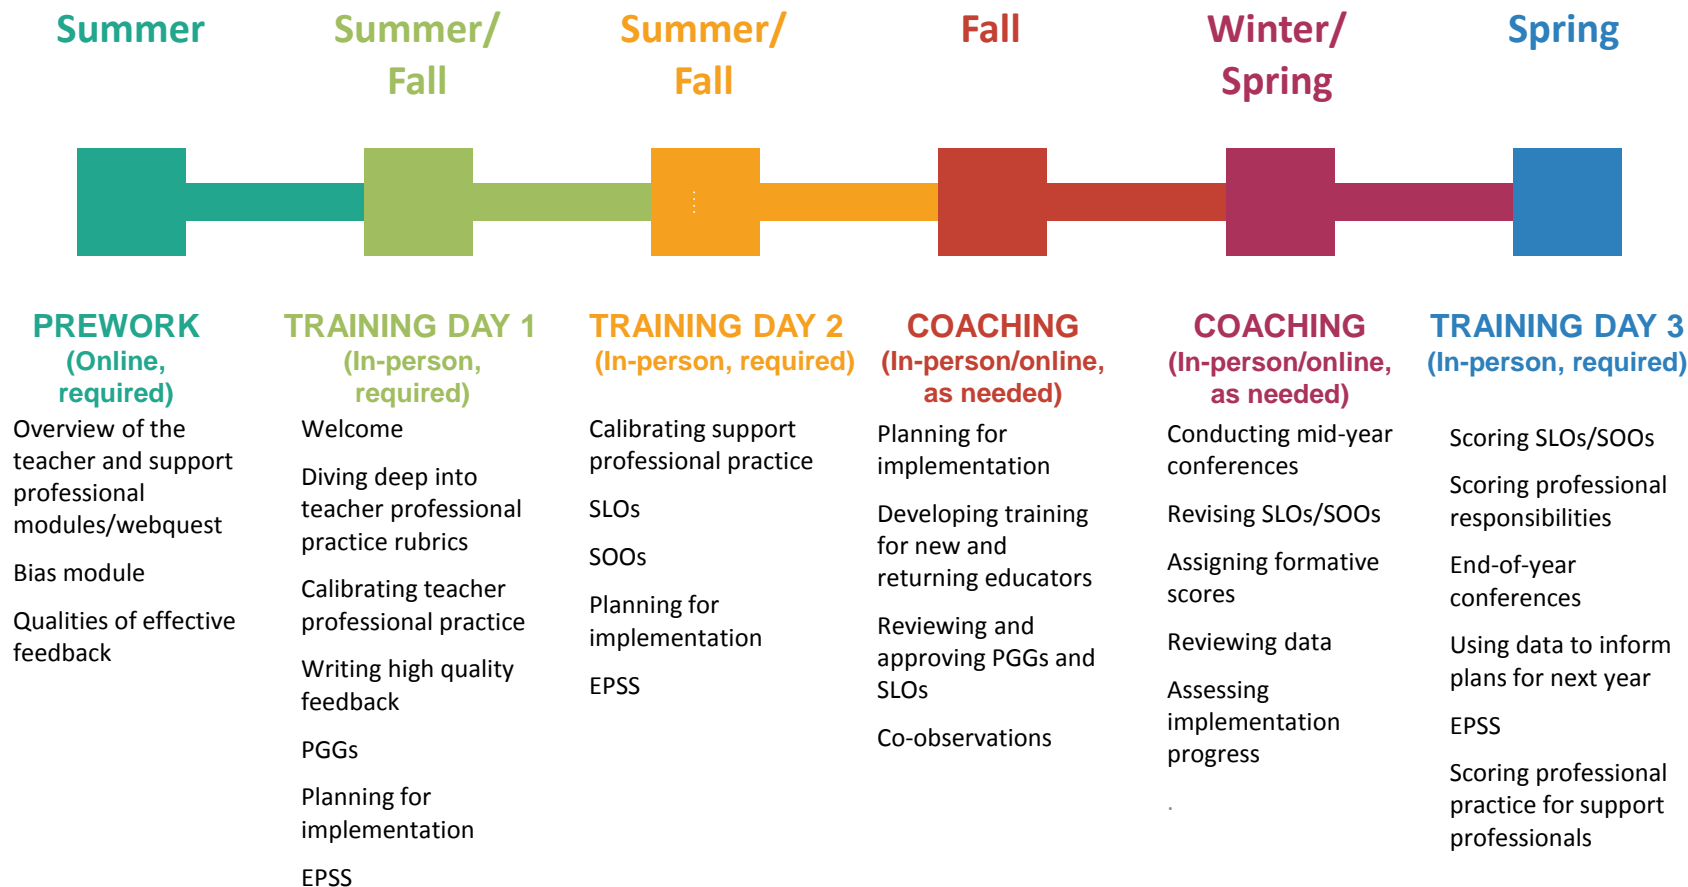 Summer
Summer/
Fall
Summer/
Fall
Fall
Winter/
Spring
Spring
PREWORK
(Online,
required)
Overview of the
teacher and support
professional
modules/webquest
Bias module
Qualities of effective
feedback
TRAINING DAY 1
(In-person,
required)
Welcome
Diving deep into
teacher professional
practice rubrics
Calibrating teacher
professional practice
Writing high quality
feedback
PGGs
Planning for
implementation
EPSS
TRAINING DAY 2
(In-person, required)
Calibrating support
professional practice
SLOs
SOOs
Planning for
implementation
EPSS
COACHING
(In-person/online,
as needed)
Planning for
implementation
Developing training
for new and
returning educators
Reviewing and
approving PGGs and
SLOs
Co-observations
COACHING
(In-person/online,
as needed)
Conducting mid-year
conferences
Revising SLOs/SOOs
Assigning formative
scores
Reviewing data
Assessing
implementation
progress
.
TRAINING DAY 3
(In-person, required)
Scoring SLOs/SOOs
Scoring professional
responsibilities
End-of-year
conferences
Using data to inform
plans for next year
EPSS
Scoring professional
practice for support
professionals